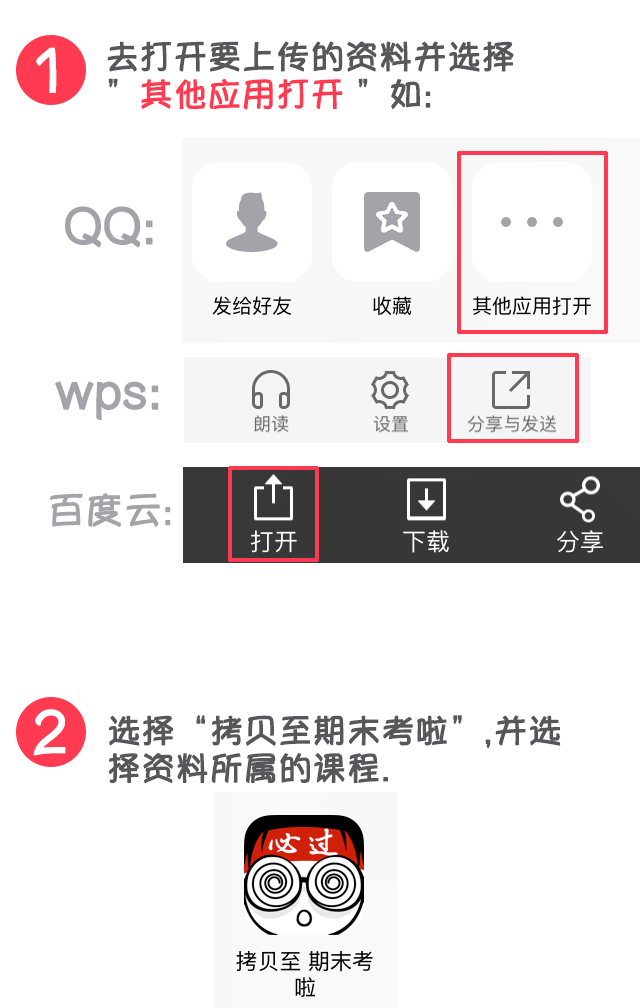 1 去打开要上传的资料并选择
”其他应用打开 ”如:
QQ:
发给好友 收藏 其他应用打开
wps:
朗读 设置 分享与发送
百度云:
打开 下载 分享
2 选择“拷贝至期末考啦”,并选
择资料所属的课程.
必过
拷贝至 期末考
啦